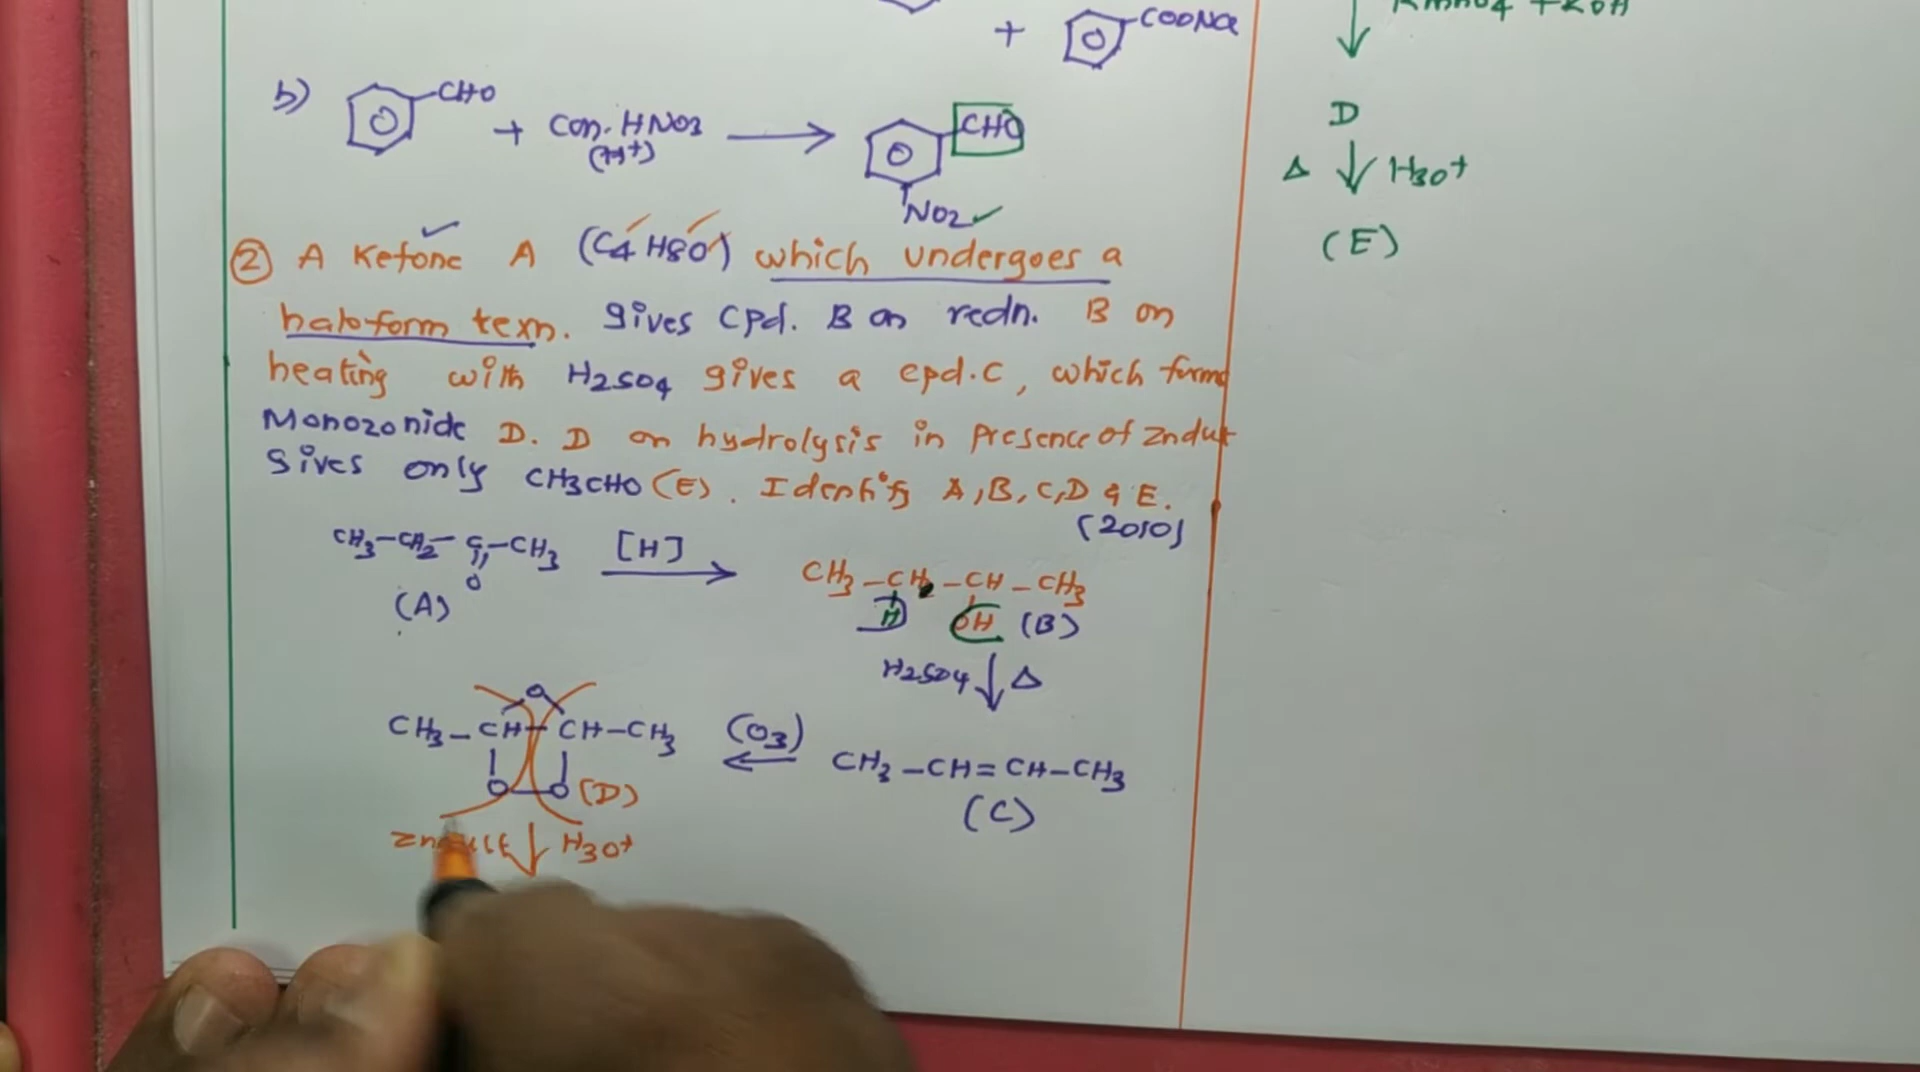 + COONa
b) CHO + Con. HNO3 (H+) CHO
NO2
② A Ketone A (C4H8O) which undergoes a
haloform rexn. gives Cpd. B on redn. B on
heating with H2SO4 gives a cpd. C, which forms
Monozonide D. D on hydrolysis in presence of Zndust
gives only CH3CHO (E). Identify A, B, C, D & E.
(2010)
CH3-CH2-C-CH3 [H]
O
(A)
CH3-CH2-CH-CH3
H OH (B)
H2SO4 Δ
CH3-CH=CH-CH3
(C)
(O3)
O
CH3-CH-CH-CH3
O-O (D)
H3O+
KMnO4 + KOH
D
Δ H3O+
(E)